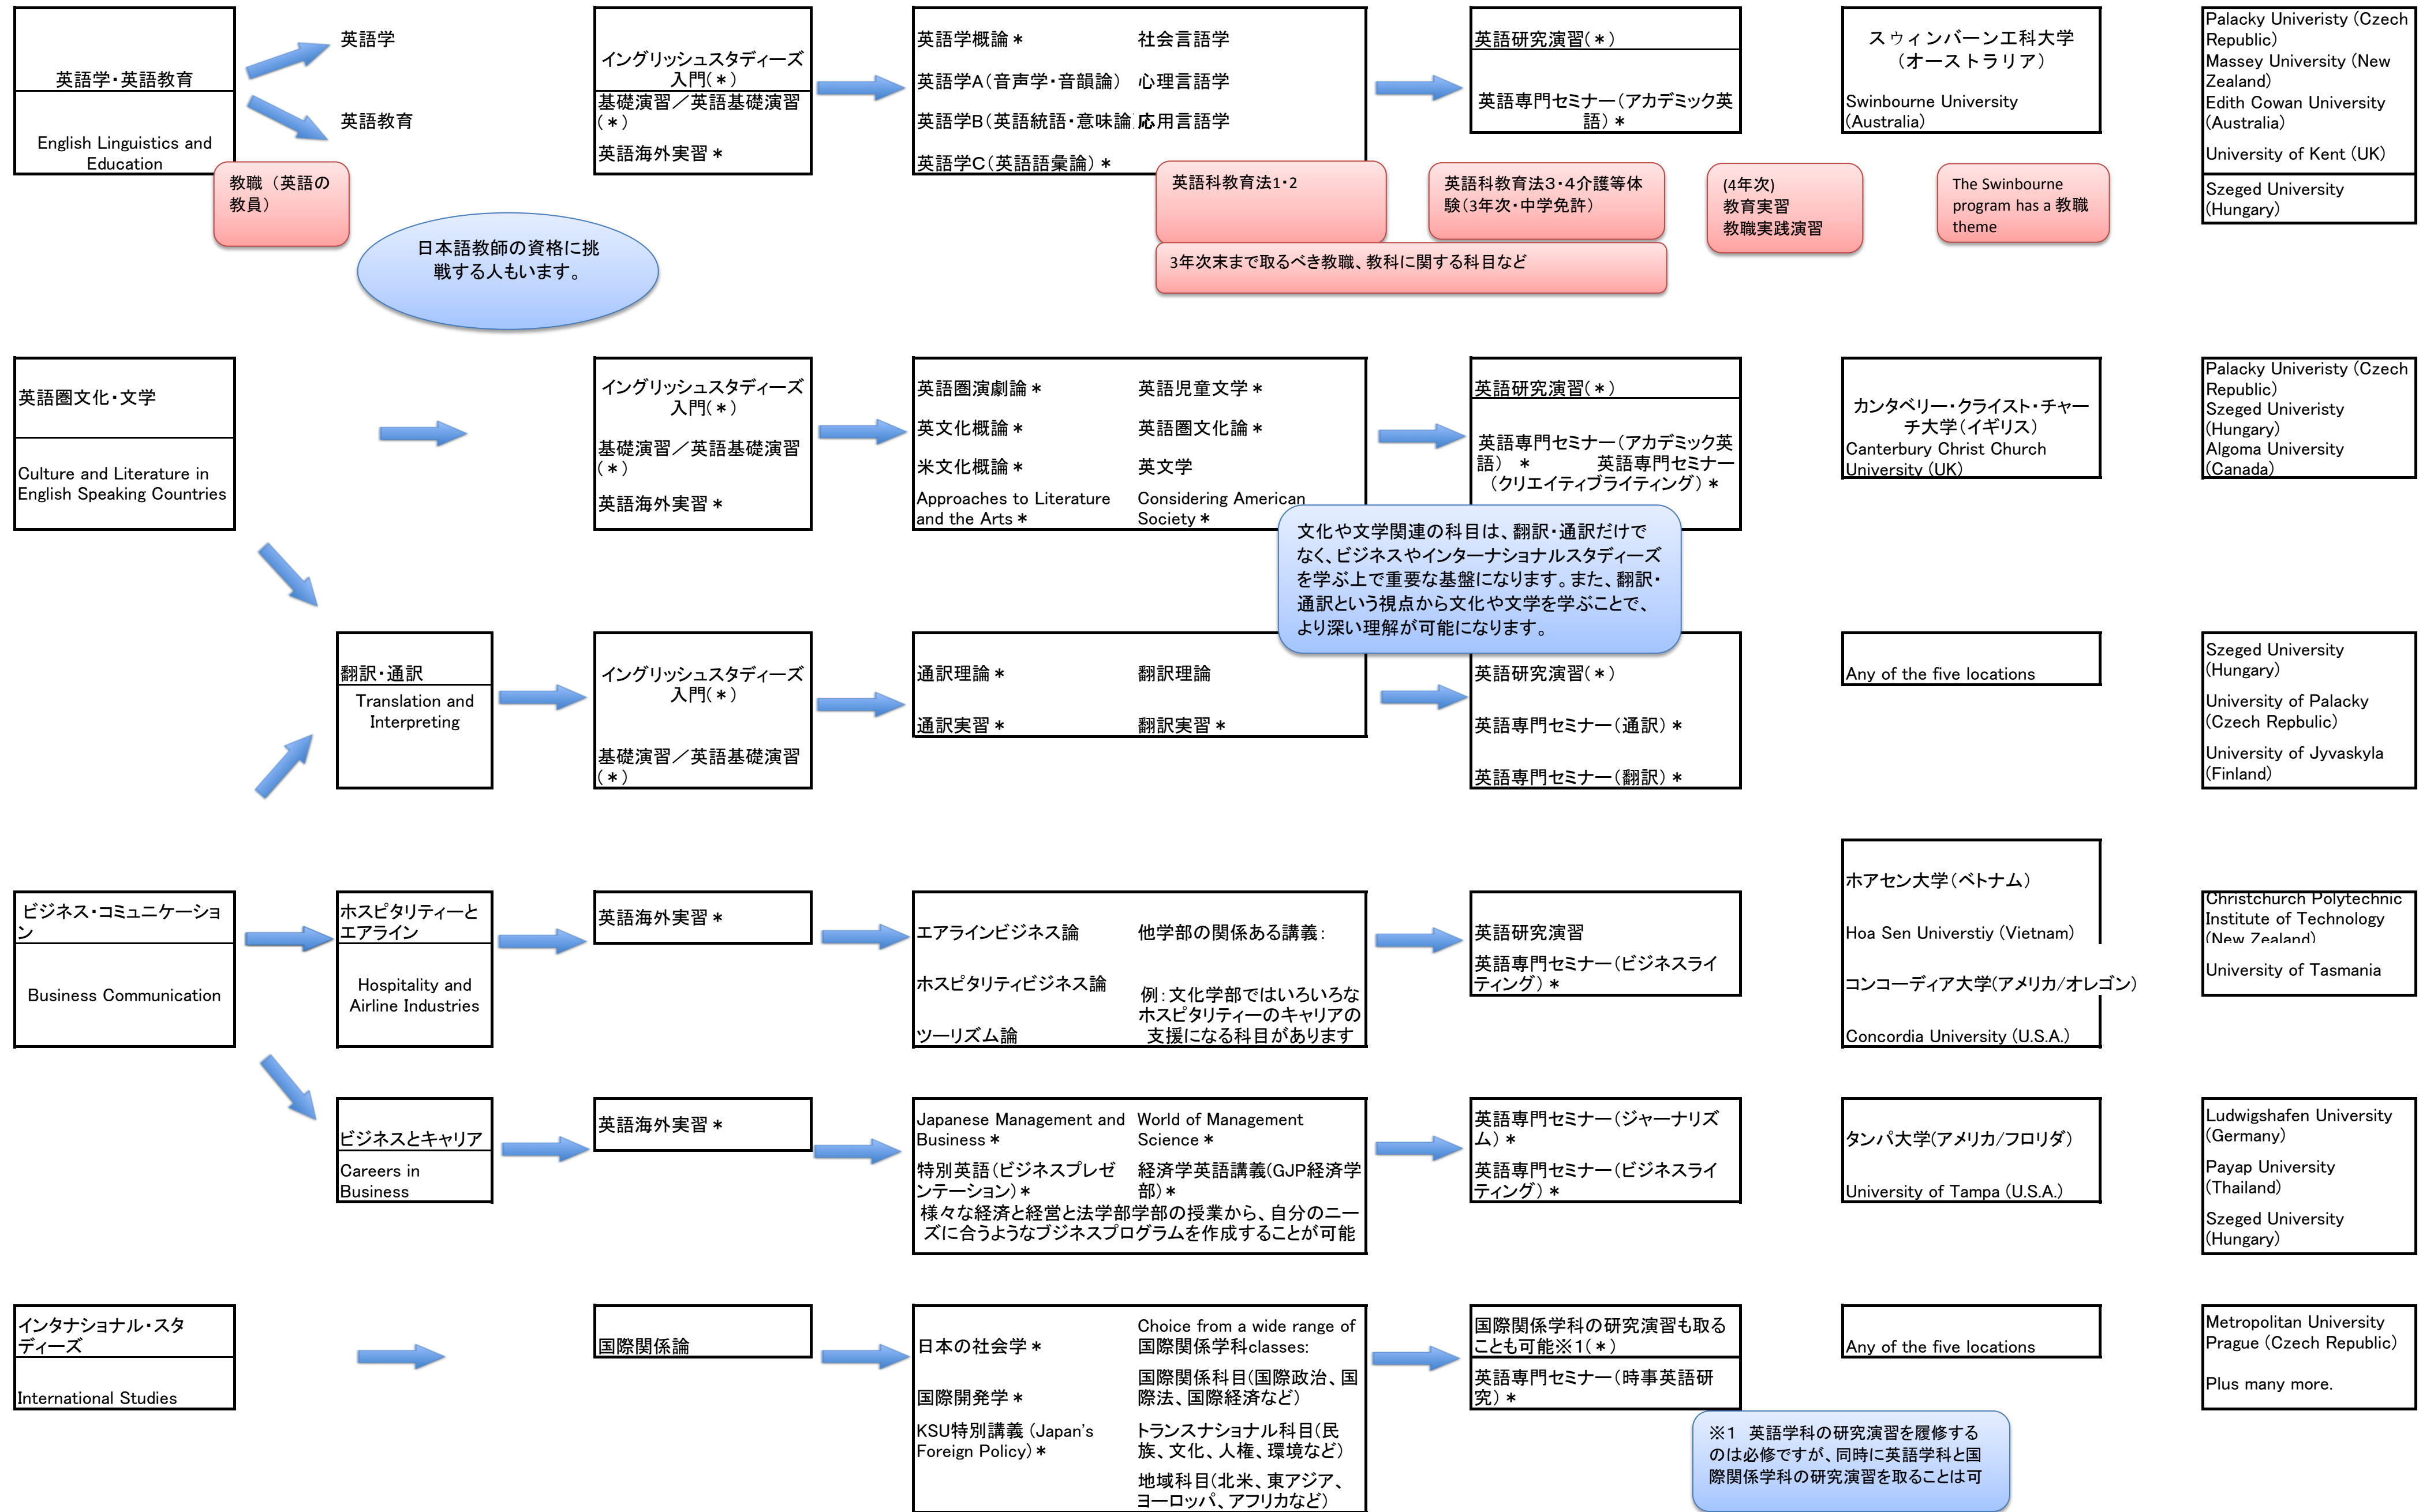 英語学・英語教育
English Linguistics and
Education
英語学
英語教育
教職（英語の
教員）
日本語教師の資格に挑
戦する人もいます。
イングリッシュスタディーズ
入門(＊)
基礎演習／英語基礎演習
(＊)
英語海外実習＊
英語学概論＊
社会言語学
英語学A（音声学・音韻論）
心理言語学
英語学B（英語統語・意味論
応用言語学
英語学C（英語語彙論）＊
英語研究演習(＊)
英語専門セミナー（アカデミック英
語）＊
スウィンバーン工科大学
（オーストラリア）
Swinbourne University
(Australia)
Palacky Univeristy (Czech
Republic)
Massey University (New
Zealand)
Edith Cowan University
(Australia)
University of Kent (UK)
Szeged University
(Hungary)
英語科教育法1・2
英語科教育法３・４介護等体
験（3年次・中学免許）
(4年次)
教育実習
教職実践演習
The Swinbourne
program has a 教職
theme
3年次末まで取るべき教職、教科に関する科目など
英語圏文化・文学
Culture and Literature in
English Speaking Countries
イングリッシュスタディーズ
入門(＊)
基礎演習／英語基礎演習
(＊)
英語海外実習＊
英語圏演劇論＊
英語児童文学＊
英文化概論＊
英語圏文化論＊
米文化概論＊
英文学
Approaches to Literature
and the Arts＊
Considering American
Society＊
英語研究演習(＊)
英語専門セミナー（アカデミック英
語）　＊　　　英語専門セミナー
（クリエイティブライティング）＊
カンタベリー・クライスト・チャー
チ大学（イギリス）
Canterbury Christ Church
University (UK)
Palacky Univeristy (Czech
Republic)
Szeged Univeristy
(Hungary)
Algoma University
(Canada)
文化や文学関連の科目は、翻訳・通訳だけで
なく、ビジネスやインターナショナルスタディーズ
を学ぶ上で重要な基盤になります。また、翻訳・
通訳という視点から文化や文学を学ぶことで、
より深い理解が可能になります。
翻訳・通訳
Translation and
Interpreting
イングリッシュスタディーズ
入門(＊)
基礎演習／英語基礎演習
(＊)
通訳理論＊
翻訳理論
通訳実習＊
翻訳実習＊
英語研究演習(＊)
英語専門セミナー（通訳）＊
英語専門セミナー（翻訳）＊
Any of the five locations
Szeged University
(Hungary)
University of Palacky
(Czech Repbulic)
University of Jyvaskyla
(Finland)
ビジネス・コミュニケーショ
ン
Business Communication
ホスピタリティーと
エアライン
Hospitality and
Airline Industries
英語海外実習＊
エアラインビジネス論
他学部の関係ある講義：
ホスピタリティビジネス論
例：文化学部ではいろいろな
ホスピタリティーのキャリアの
支援になる科目があります
ツーリズム論
英語研究演習
英語専門セミナー（ビジネスライ
ティング）＊
ホアセン大学（ベトナム）
Hoa Sen Universtiy (Vietnam)
コンコーディア大学(アメリカ/オレゴン)
Concordia University (U.S.A.)
Christchurch Polytechnic
Institute of Technology
(New Zealand)
University of Tasmania
ビジネスとキャリア
Careers in
Business
英語海外実習＊
Japanese Management and
Business＊
World of Management
Science＊
特別英語（ビジネスプレゼ
ンテーション）＊
経済学英語講義(GJP経済学
部)＊
様々な経済と経営と法学部学部の授業から、自分のニー
ズに合うようなブジネスプログラムを作成することが可能
英語専門セミナー（ジャーナリズ
ム）＊
英語専門セミナー（ビジネスライ
ティング）＊
タンパ大学(アメリカ/フロリダ)
University of Tampa (U.S.A.)
Ludwigshafen University
(Germany)
Payap University
(Thailand)
Szeged University
(Hungary)
インタナショナル・スタ
ディーズ
International Studies
国際関係論
日本の社会学＊
Choice from a wide range of
国際関係学科classes:
国際開発学＊
国際関係科目(国際政治、国
際法、国際経済など)
KSU特別講義 (Japan's
Foreign Policy)＊
トランスナショナル科目(民
族、文化、人権、環境など)
地域科目(北米、東アジア、
ヨーロッパ、アフリカなど)
国際関係学科の研究演習も取る
ことも可能※1(＊)
英語専門セミナー（時事英語研
究）＊
Any of the five locations
Metropolitan University
Prague (Czech Republic)
Plus many more.
※1　英語学科の研究演習を履修する
のは必修ですが、同時に英語学科と国
際関係学科の研究演習を取ることは可